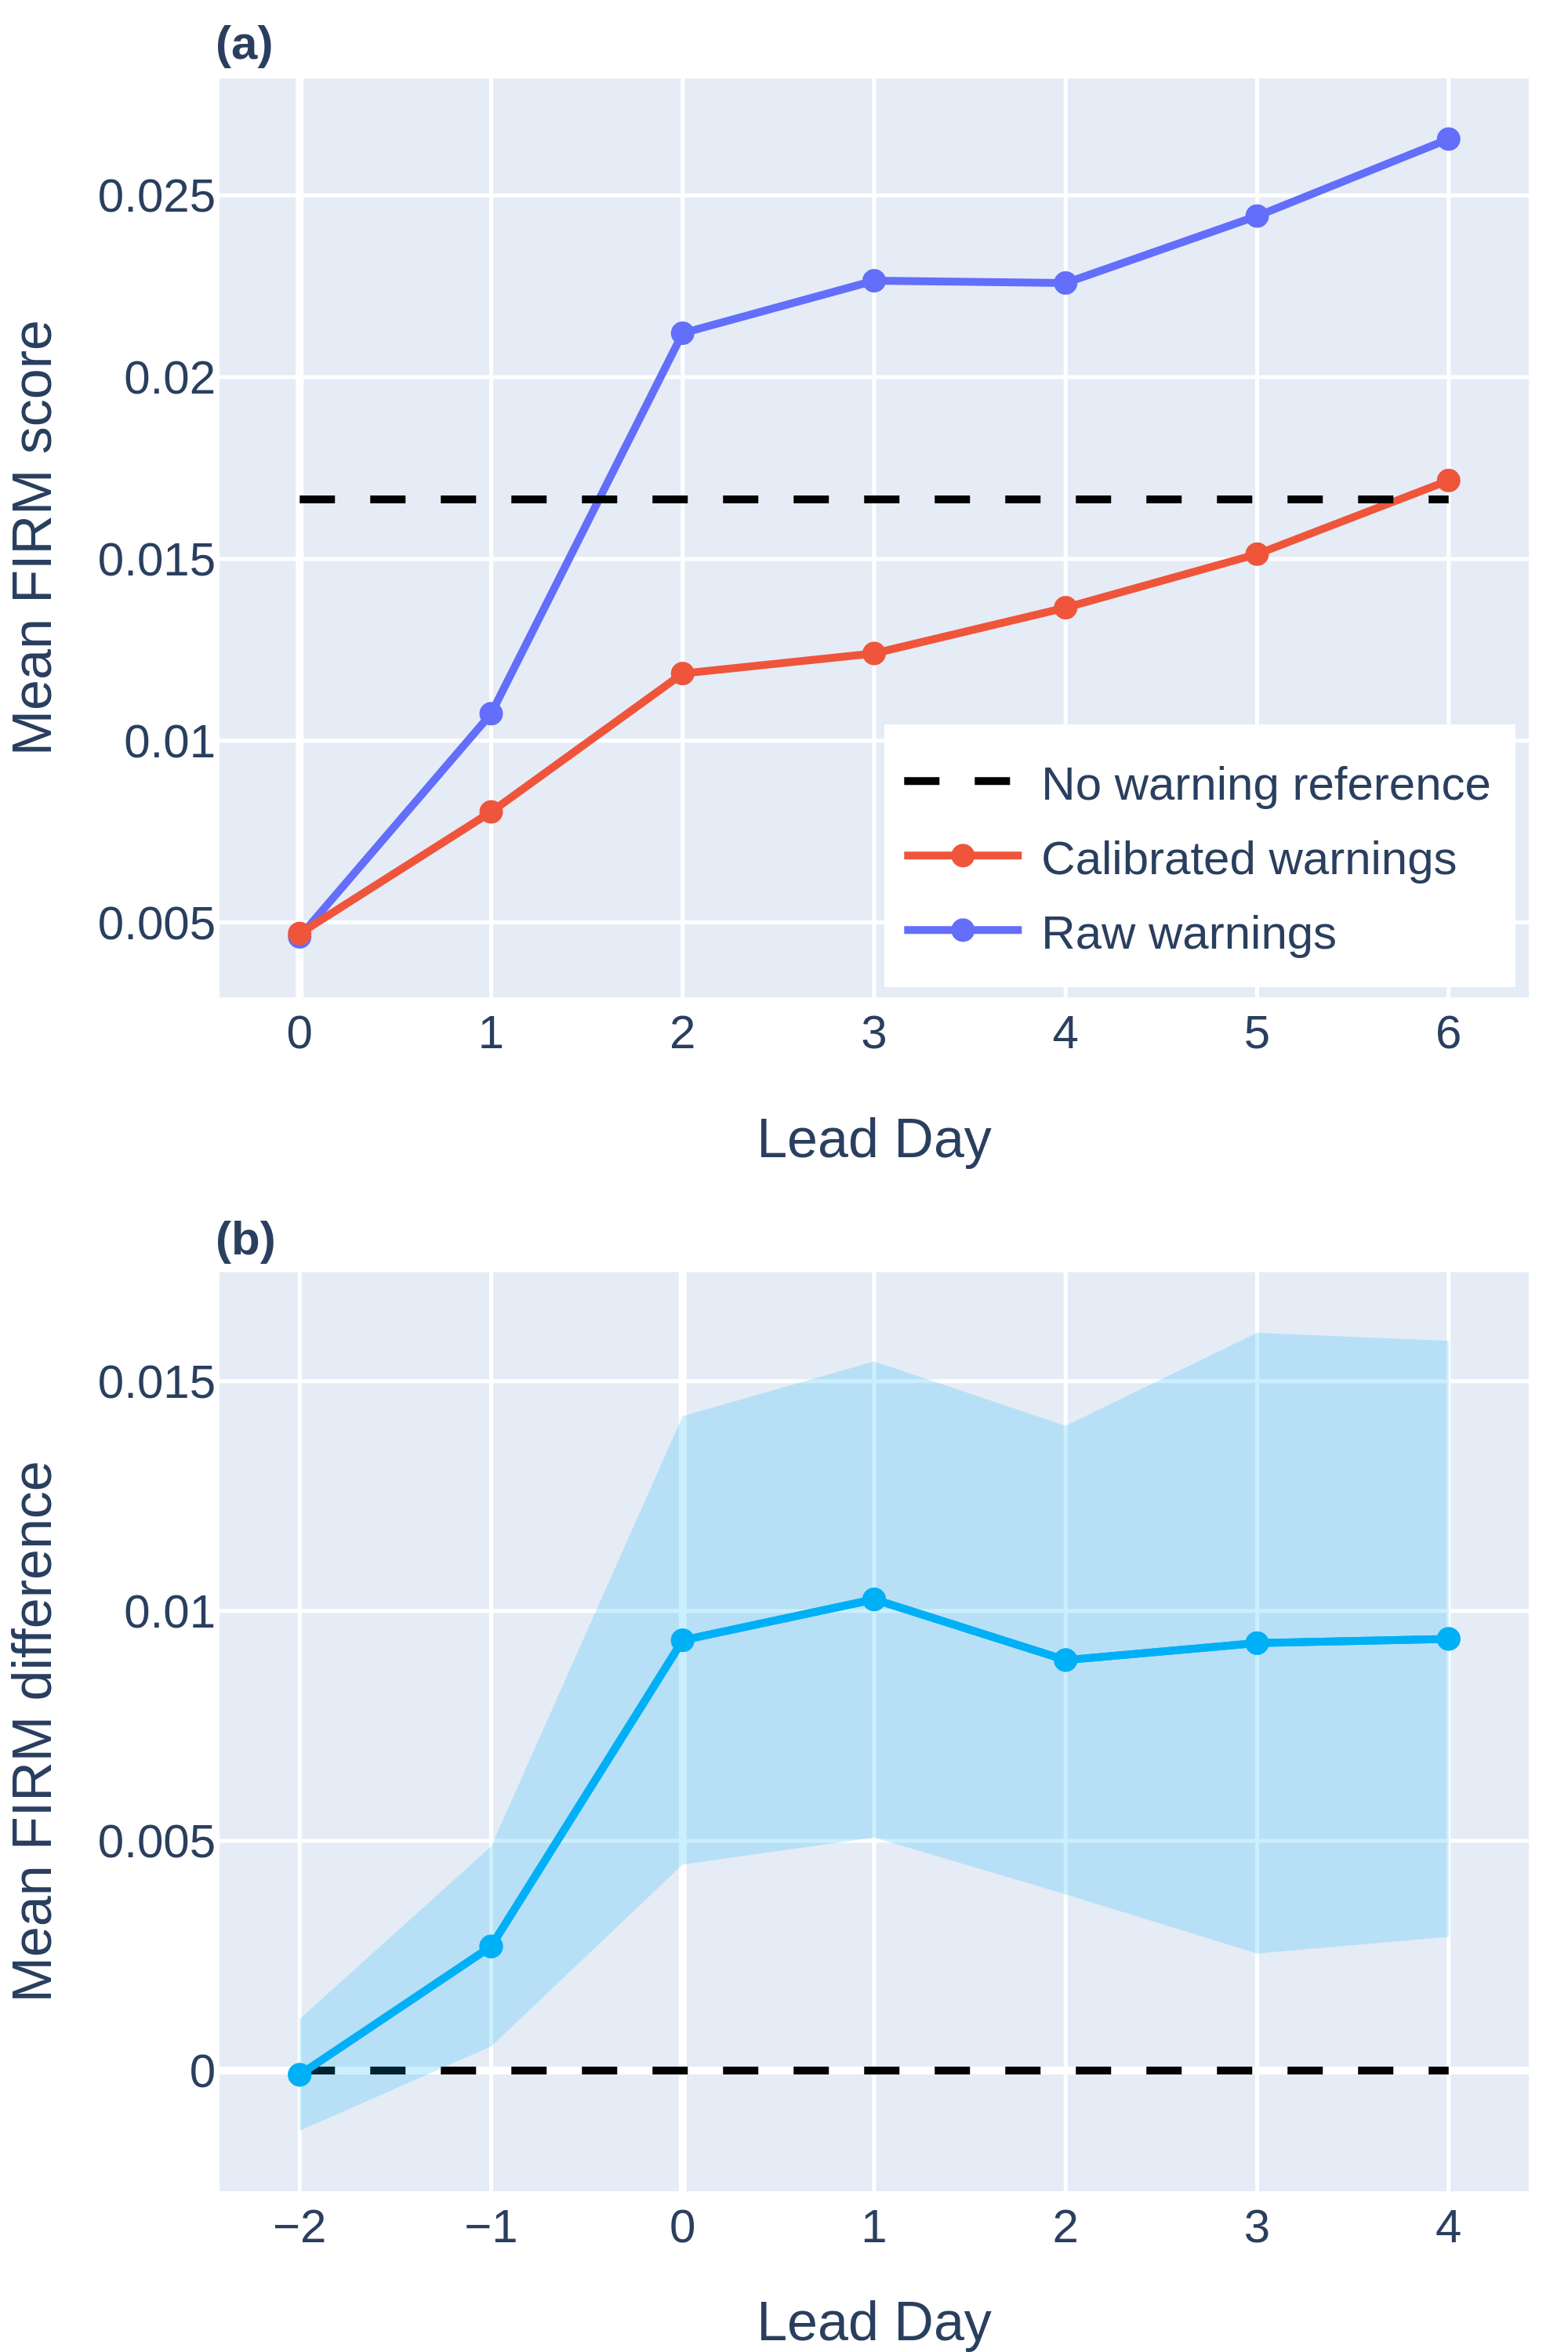 (a)
Mean FIRM score
0.025
0.02
0.015
0.01
0.005
No warning reference
Calibrated warnings
Raw warnings
0 1 2 3 4 5 6
Lead Day
(b)
Mean FIRM difference
0.015
0.01
0.005
0
−2 −1 0 1 2 3 4
Lead Day